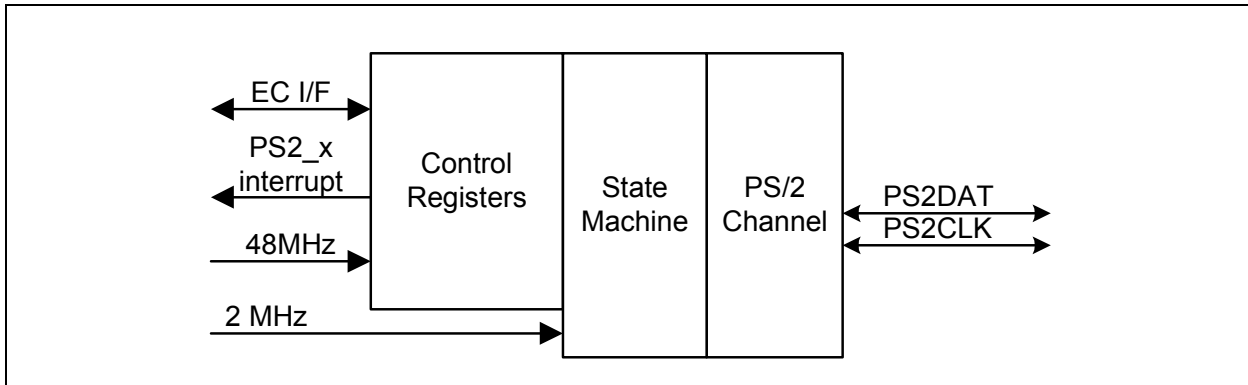 EC I/F
PS2_x
interrupt
48MHz
2 MHz
Control
Registers
State
Machine
PS/2
Channel
PS2DAT
PS2CLK